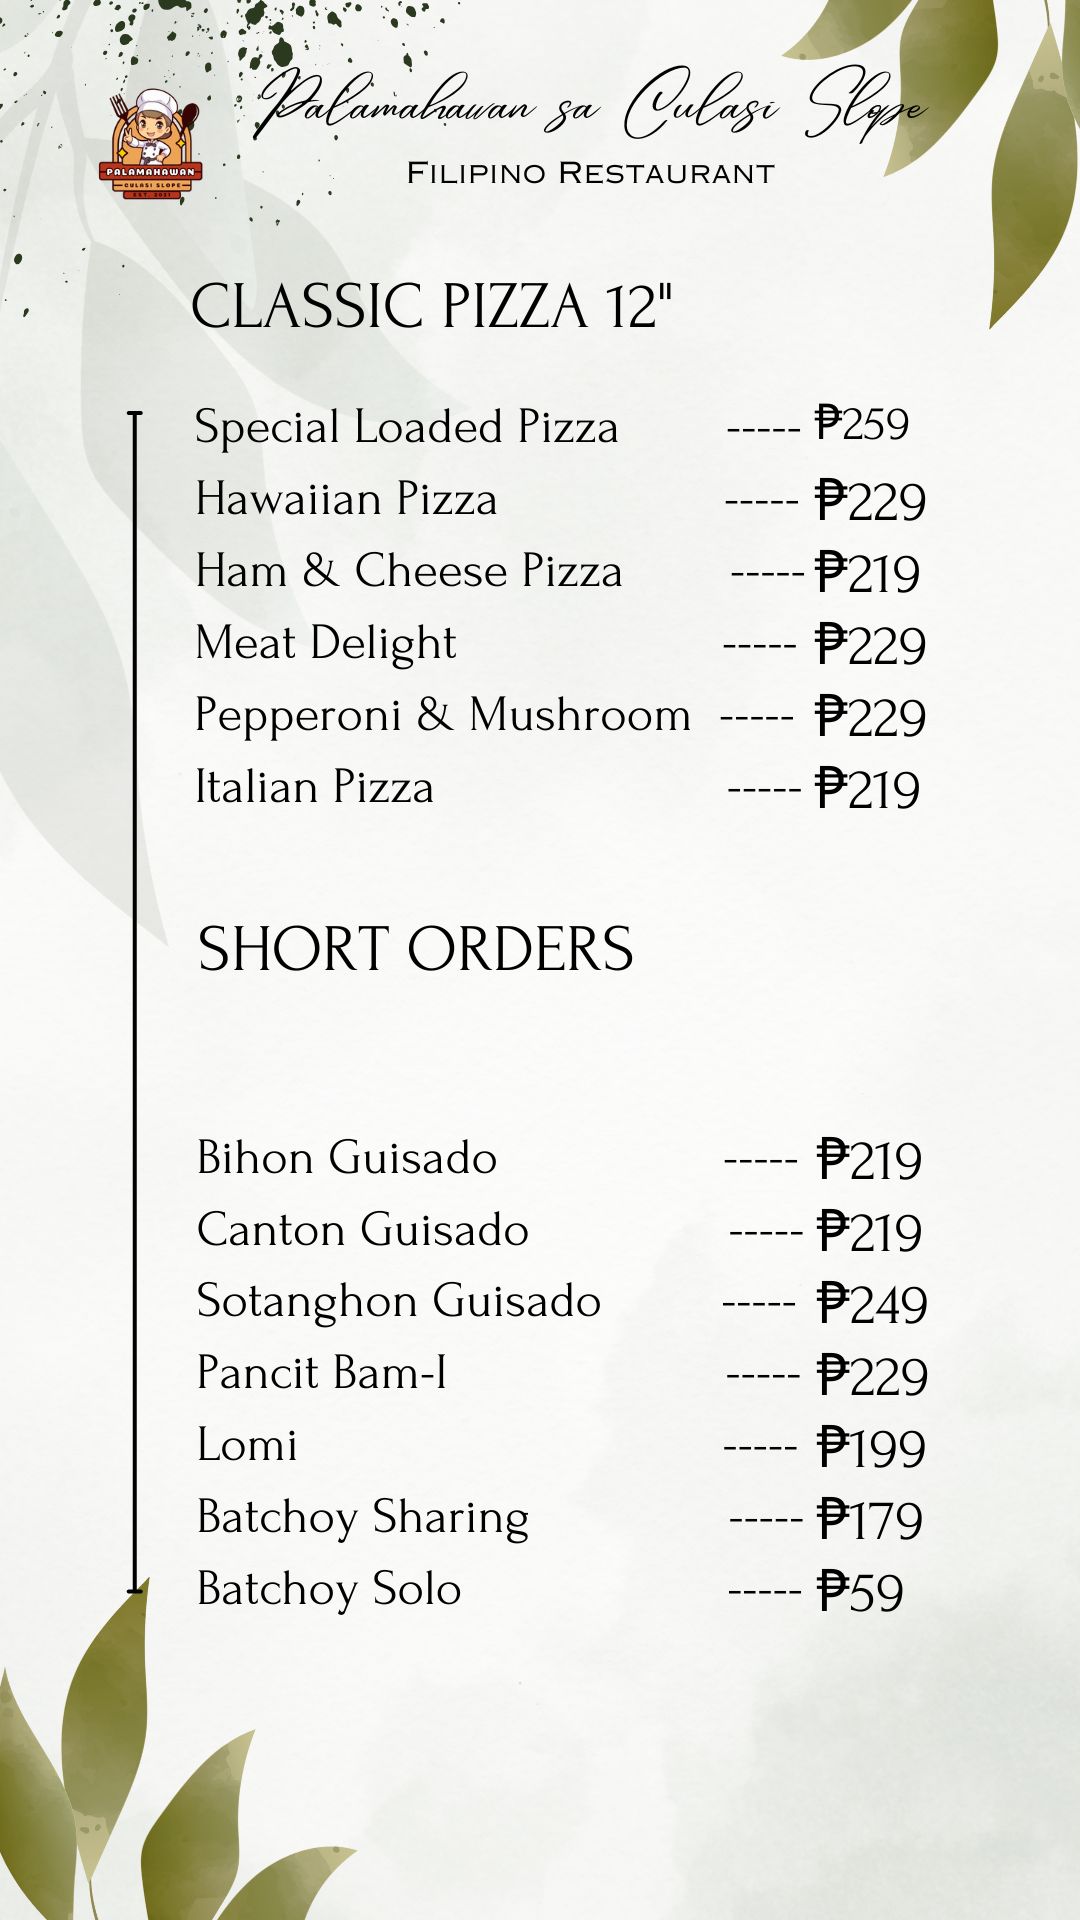 Palamahawan sa Culasi Slope
PALAMAHAWAN
CULASI SLOPE
EST. 2021
FILIPINO RESTAURANT
CLASSIC PIZZA 12"
Special Loaded Pizza ----- ₱259
Hawaiian Pizza ----- ₱229
Ham & Cheese Pizza ----- ₱219
Meat Delight ----- ₱229
Pepperoni & Mushroom ----- ₱229
Italian Pizza ----- ₱219
SHORT ORDERS
Bihon Guisado ----- ₱219
Canton Guisado ----- ₱219
Sotanghon Guisado ----- ₱249
Pancit Bam-I ----- ₱229
Lomi ----- ₱199
Batchoy Sharing ----- ₱179
Batchoy Solo ----- ₱59